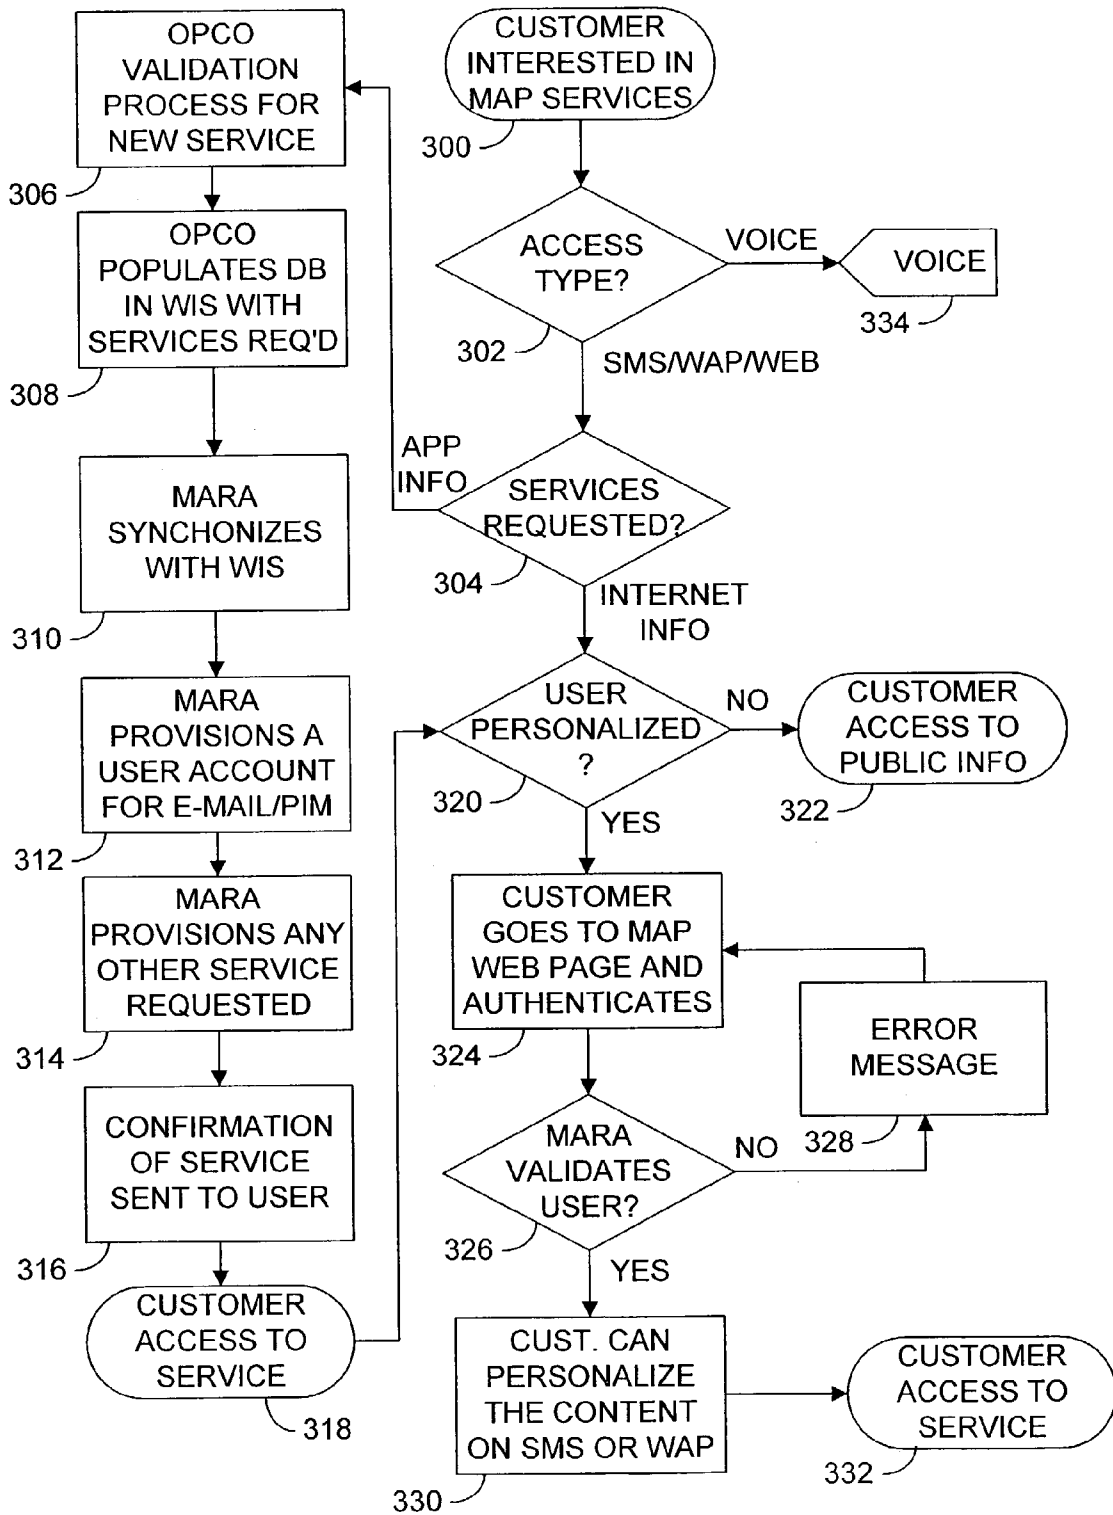 OPCO
VALIDATION
PROCESS FOR
NEW SERVICE
306
OPCO
POPULATES DB
IN WIS WITH
SERVICES REQ'D
308
MARA
SYNCHONIZES
WITH WIS
310
MARA
PROVISIONS A
USER ACCOUNT
FOR E-MAIL/PIM
312
MARA
PROVISIONS ANY
OTHER SERVICE
REQUESTED
314
CONFIRMATION
OF SERVICE
SENT TO USER
316
CUSTOMER
ACCESS TO
SERVICE
318
CUSTOMER
INTERESTED IN
MAP SERVICES
300
ACCESS
TYPE?
302
VOICE
VOICE
334
SMS/WAP/WEB
APP
INFO
SERVICES
REQUESTED?
304
INTERNET
INFO
USER
PERSONALIZED
?
320
NO
CUSTOMER
ACCESS TO
PUBLIC INFO
322
YES
CUSTOMER
GOES TO MAP
WEB PAGE AND
AUTHENTICATES
324
ERROR
MESSAGE
328
MARA
VALIDATES
USER?
326
NO
YES
CUST. CAN
PERSONALIZE
THE CONTENT
ON SMS OR WAP
330
CUSTOMER
ACCESS TO
SERVICE
332